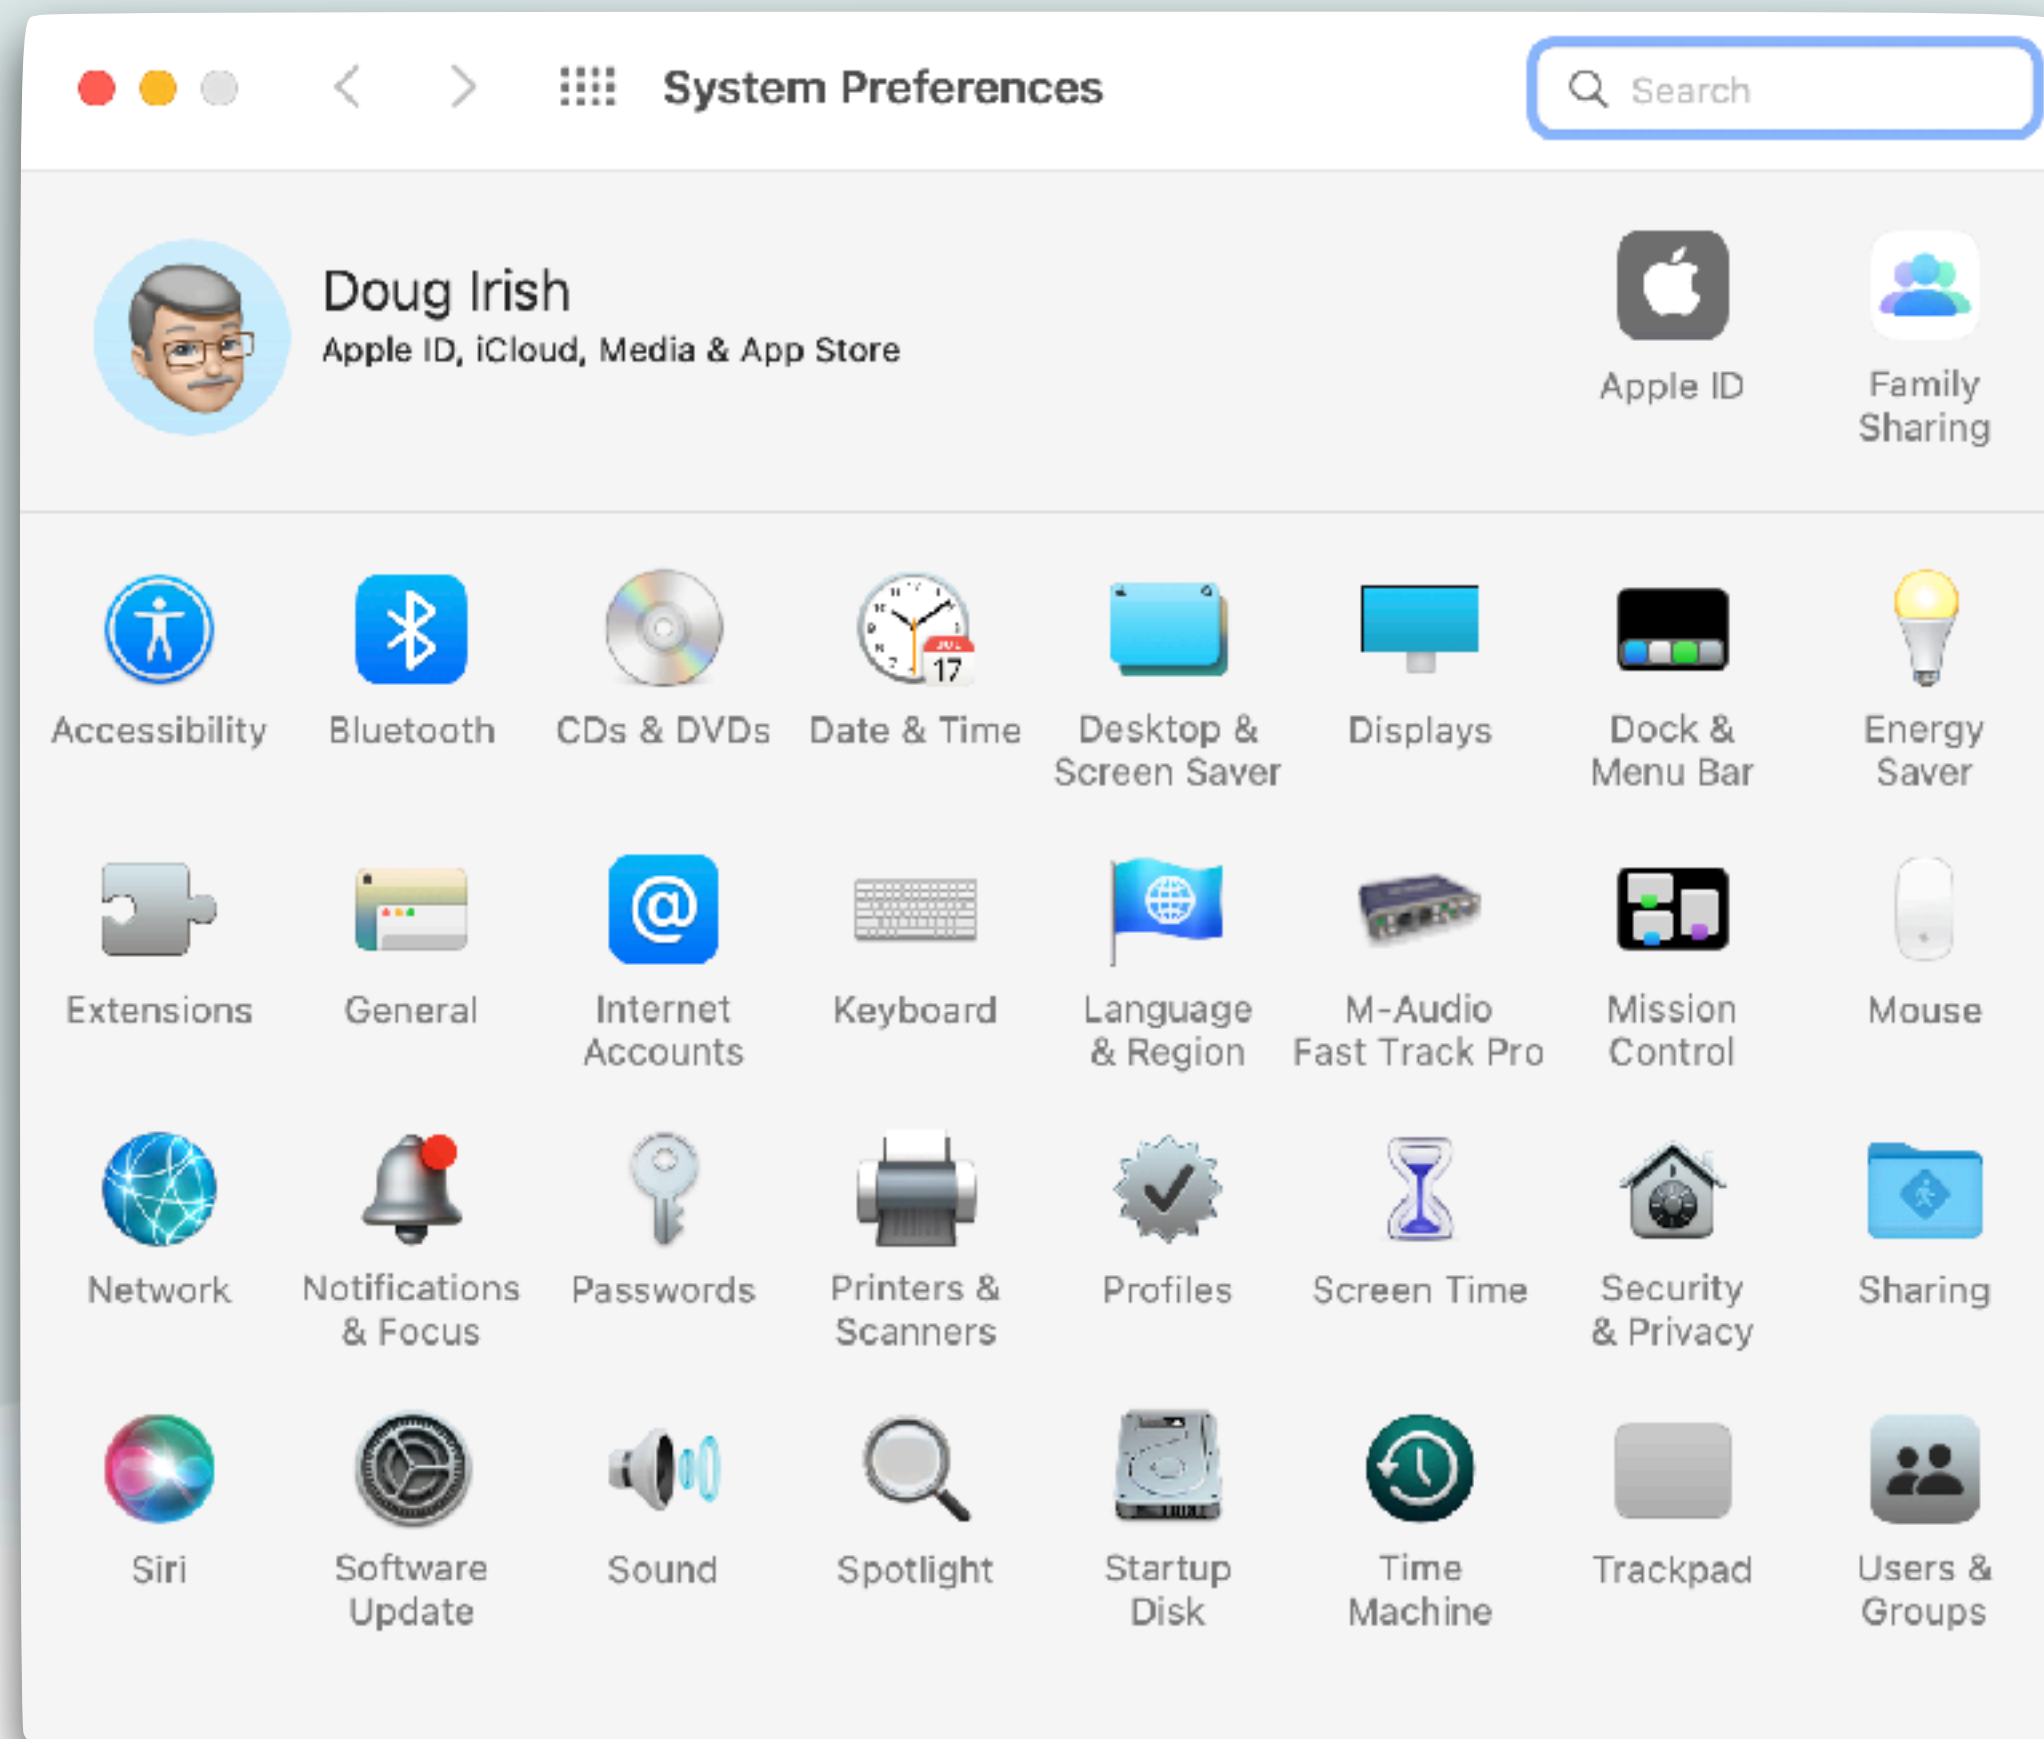 System Preferences
Search
Doug Irish
Apple ID, iCloud, Media & App Store
Apple ID
Family
Sharing
Accessibility
Bluetooth
CDs & DVDs
JUL
17
Date & Time
Desktop &
Screen Saver
Displays
Dock &
Menu Bar
Energy
Saver
Extensions
General
@
Internet
Accounts
Keyboard
Language
& Region
M-Audio
Fast Track Pro
Mission
Control
Mouse
Network
Notifications
& Focus
Passwords
Printers &
Scanners
Profiles
Screen Time
Security
& Privacy
Sharing
Siri
Software
Update
Sound
Spotlight
Startup
Disk
Time
Machine
Trackpad
Users &
Groups